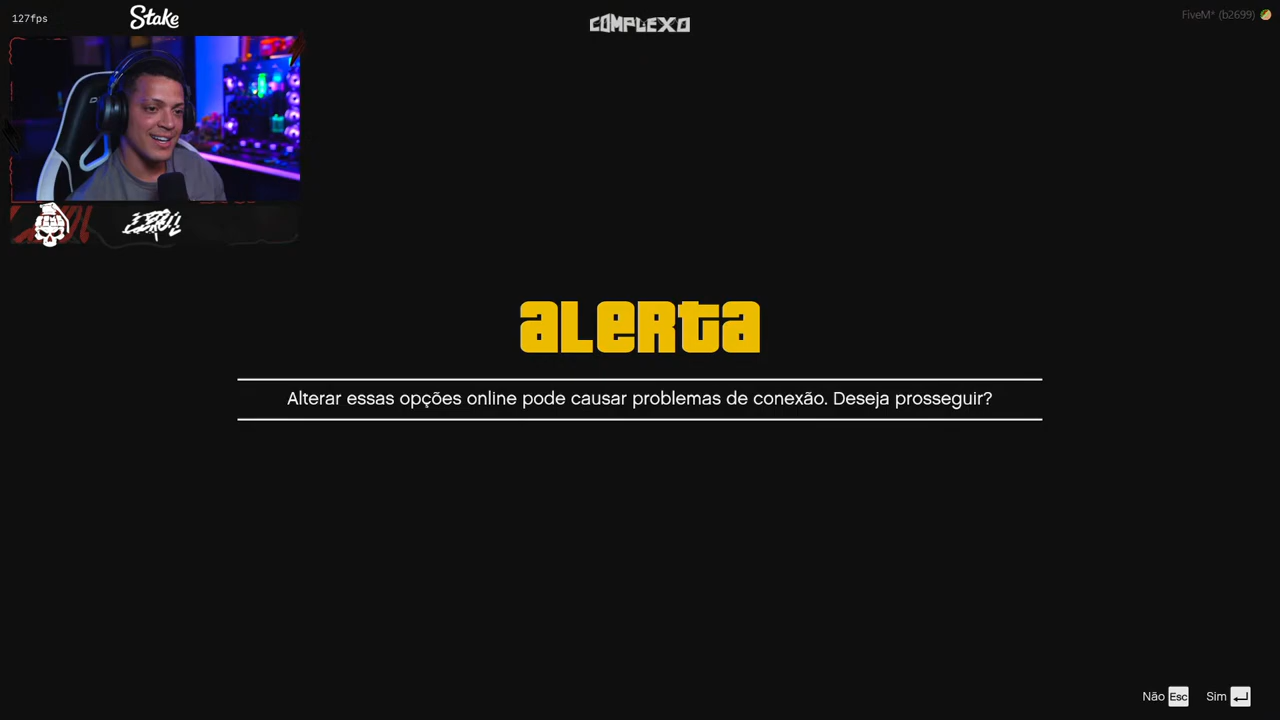 127fps
Stake
COMPLEXO
FiveM* (b2699)
alerta
Alterar essas opções online pode causar problemas de conexão. Deseja prosseguir?
Não Esc Sim